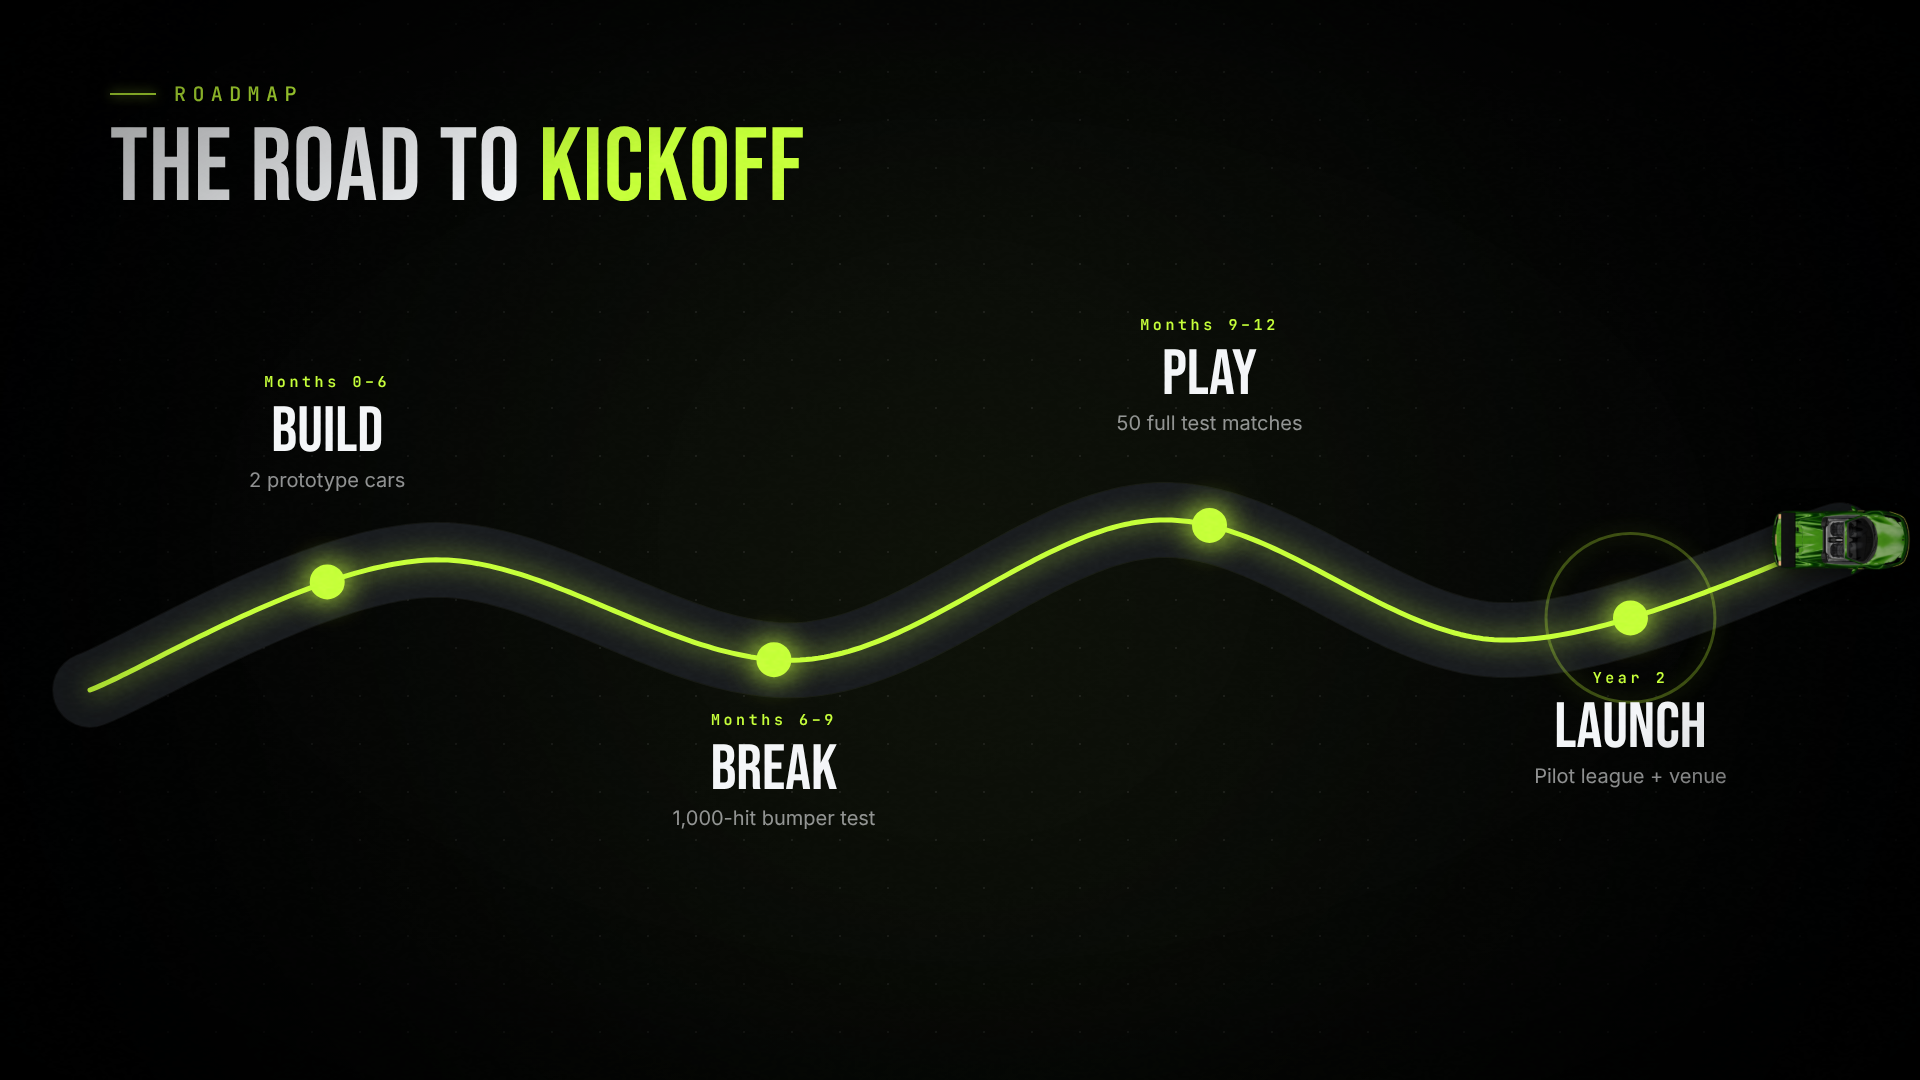 ROADMAP
THE ROAD TO KICKOFF
Months 0–6
BUILD
2 prototype cars
Months 6–9
BREAK
1,000-hit bumper test
Months 9–12
PLAY
50 full test matches
Year 2
LAUNCH
Pilot league + venue